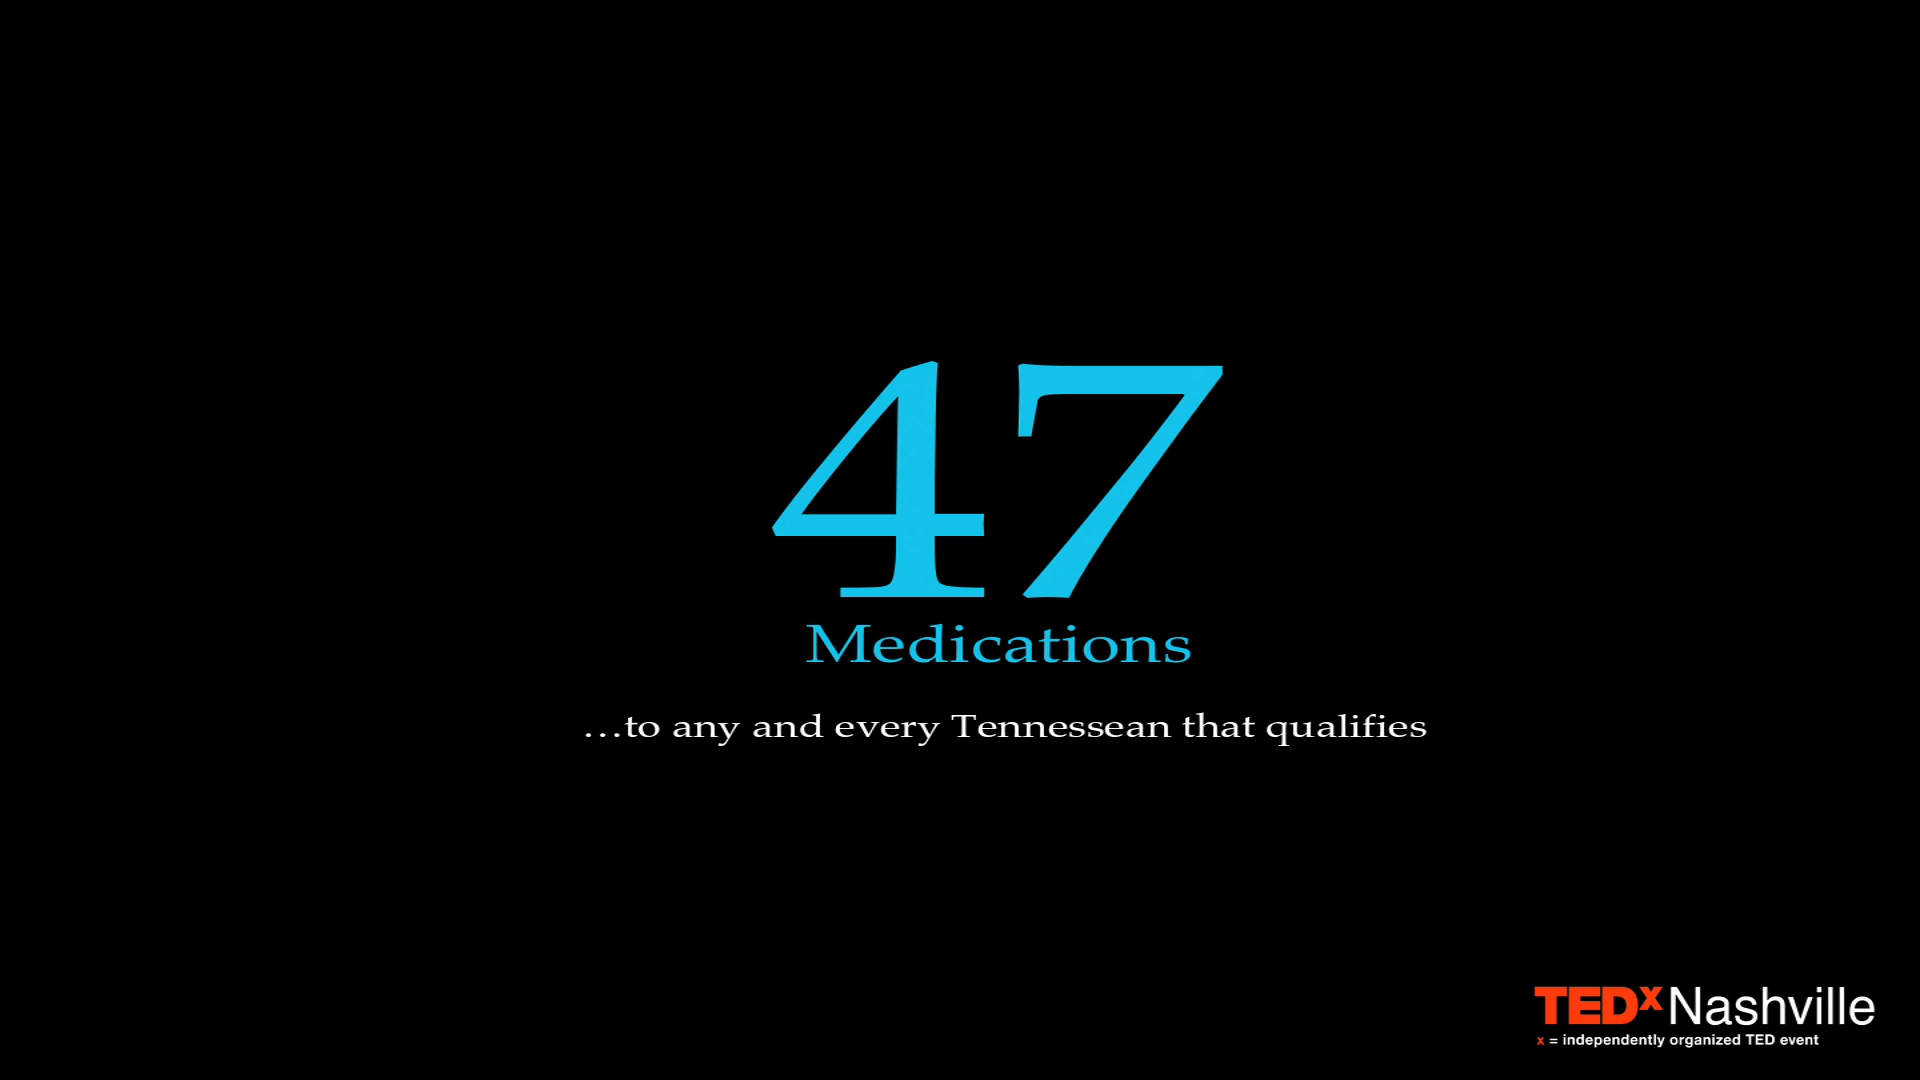 47
Medications
…to any and every Tennessean that qualifies
TEDxNashville
x = independently organized TED event